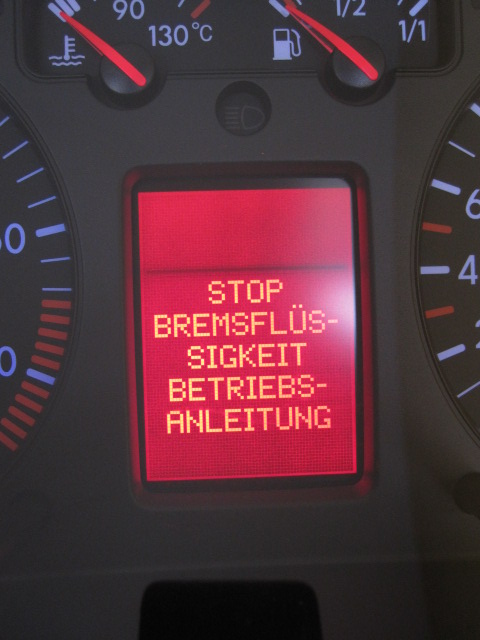 90
130°C
1/2
1/1
STOP
BREMSFLÜS-
SIGKEIT
BETRIEBS-
ANLEITUNG